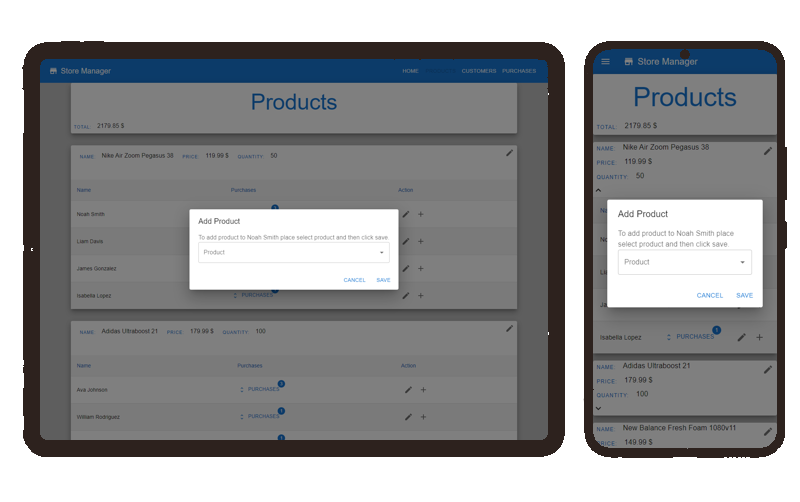 Store Manager
HOME CUSTOMERS PURCHASES
Products
TOTAL: 2179.85 $
NAME: Nike Air Zoom Pegasus 38 PRICE: 119.99 $ QUANTITY: 50
Name Purchases Action
Noah Smith
Liam Davis
James Gonzalez
Isabella Lopez PURCHASES
Add Product
To add product to Noah Smith place select product and then click save.
Product
CANCEL SAVE
NAME: Adidas Ultraboost 21 PRICE: 179.99 $ QUANTITY: 100
Name Purchases Action
Ava Johnson PURCHASES
William Rodriguez PURCHASES
Store Manager
Products
TOTAL: 2179.85 $
NAME: Nike Air Zoom Pegasus 38
PRICE: 119.99 $
QUANTITY: 50
Add Product
To add product to Noah Smith place
select product and then click save.
Product
CANCEL SAVE
Isabella Lopez PURCHASES 1
NAME: Adidas Ultraboost 21
PRICE: 179.99 $
QUANTITY: 100
NAME: New Balance Fresh Foam 1080v11
PRICE: 149.99 $